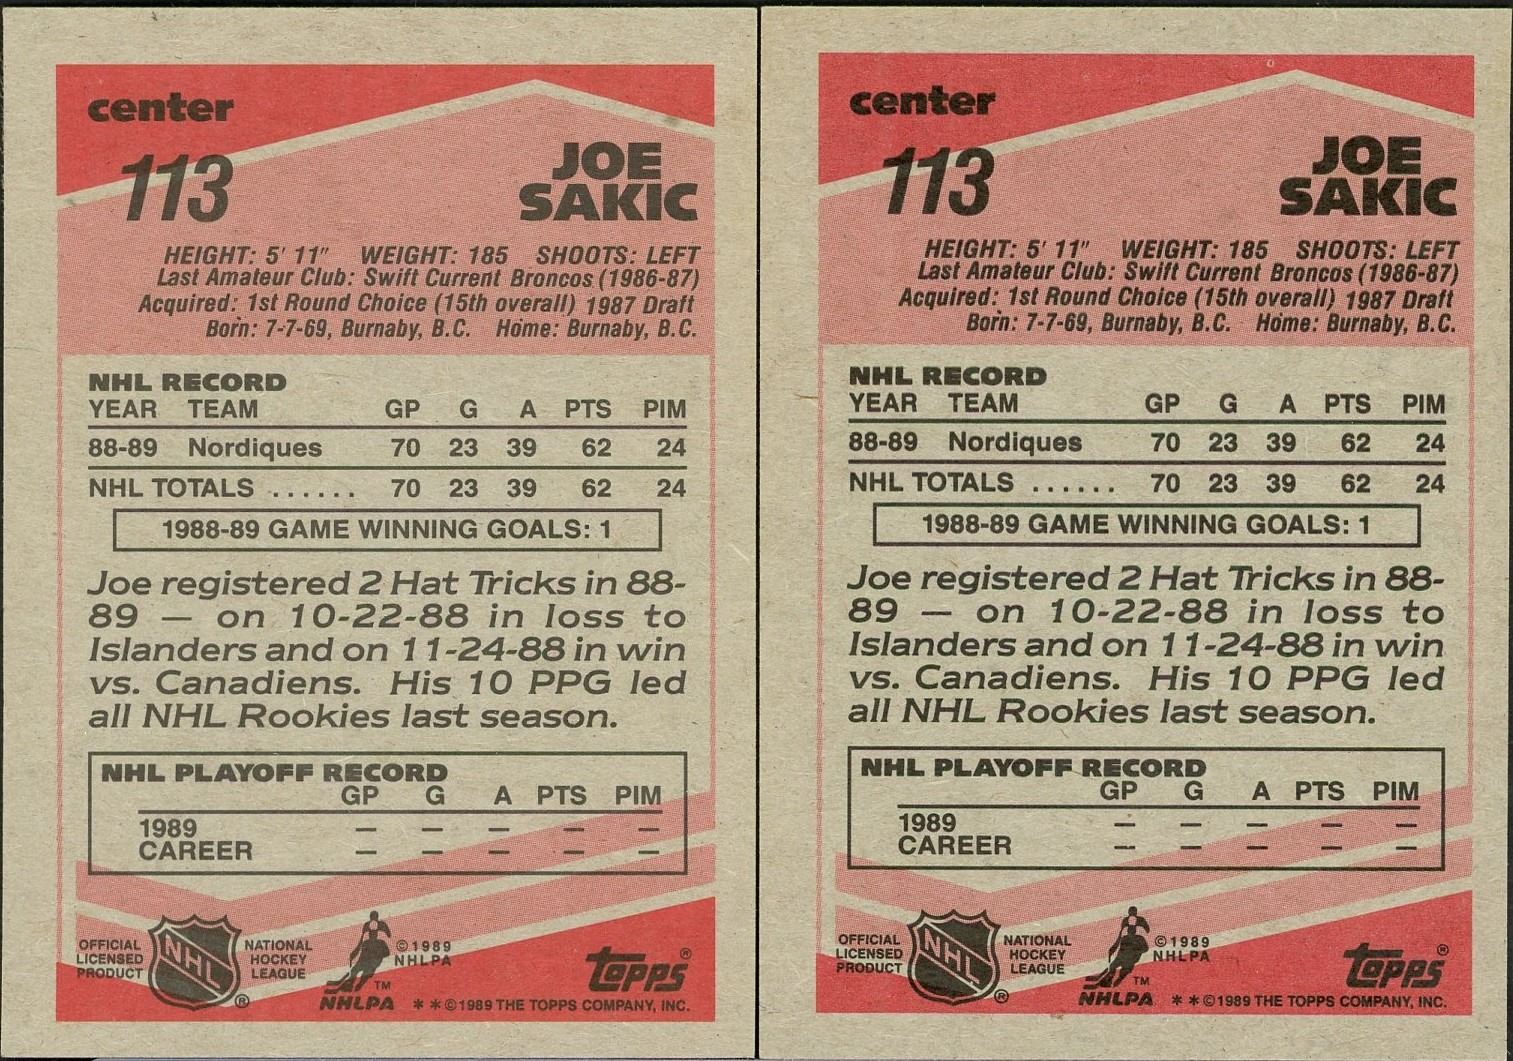 center
113
JOE
SAKIC
HEIGHT: 5' 11" WEIGHT: 185 SHOOTS: LEFT
Last Amateur Club: Swift Current Broncos (1986-87)
Acquired: 1st Round Choice (15th overall) 1987 Draft
Born: 7-7-69, Burnaby, B.C. Home: Burnaby, B.C.
NHL RECORD
YEAR TEAM GP G A PTS PIM
88-89 Nordiques 70 23 39 62 24
NHL TOTALS ...... 70 23 39 62 24
1988-89 GAME WINNING GOALS: 1
Joe registered 2 Hat Tricks in 88-
89 — on 10-22-88 in loss to
Islanders and on 11-24-88 in win
vs. Canadiens. His 10 PPG led
all NHL Rookies last season.
NHL PLAYOFF RECORD
GP G A PTS PIM
1989 — — — — —
CAREER — — — — —
OFFICIAL
LICENSED
PRODUCT
NHL
®
NATIONAL
HOCKEY
LEAGUE
TM
NHLPA
©1989
NHLPA
topps®
**©1989 THE TOPPS COMPANY, INC.
center
113
JOE
SAKIC
HEIGHT: 5' 11" WEIGHT: 185 SHOOTS: LEFT
Last Amateur Club: Swift Current Broncos (1986-87)
Acquired: 1st Round Choice (15th overall) 1987 Draft
Born: 7-7-69, Burnaby, B.C. Home: Burnaby, B.C.
NHL RECORD
YEAR TEAM GP G A PTS PIM
88-89 Nordiques 70 23 39 62 24
NHL TOTALS ...... 70 23 39 62 24
1988-89 GAME WINNING GOALS: 1
Joe registered 2 Hat Tricks in 88-
89 — on 10-22-88 in loss to
Islanders and on 11-24-88 in win
vs. Canadiens. His 10 PPG led
all NHL Rookies last season.
NHL PLAYOFF RECORD
GP G A PTS PIM
1989 — — — — —
CAREER — — — — —
OFFICIAL
LICENSED
PRODUCT
NHL
®
NATIONAL
HOCKEY
LEAGUE
TM
NHLPA
©1989
NHLPA
topps®
**©1989 THE TOPPS COMPANY, INC.